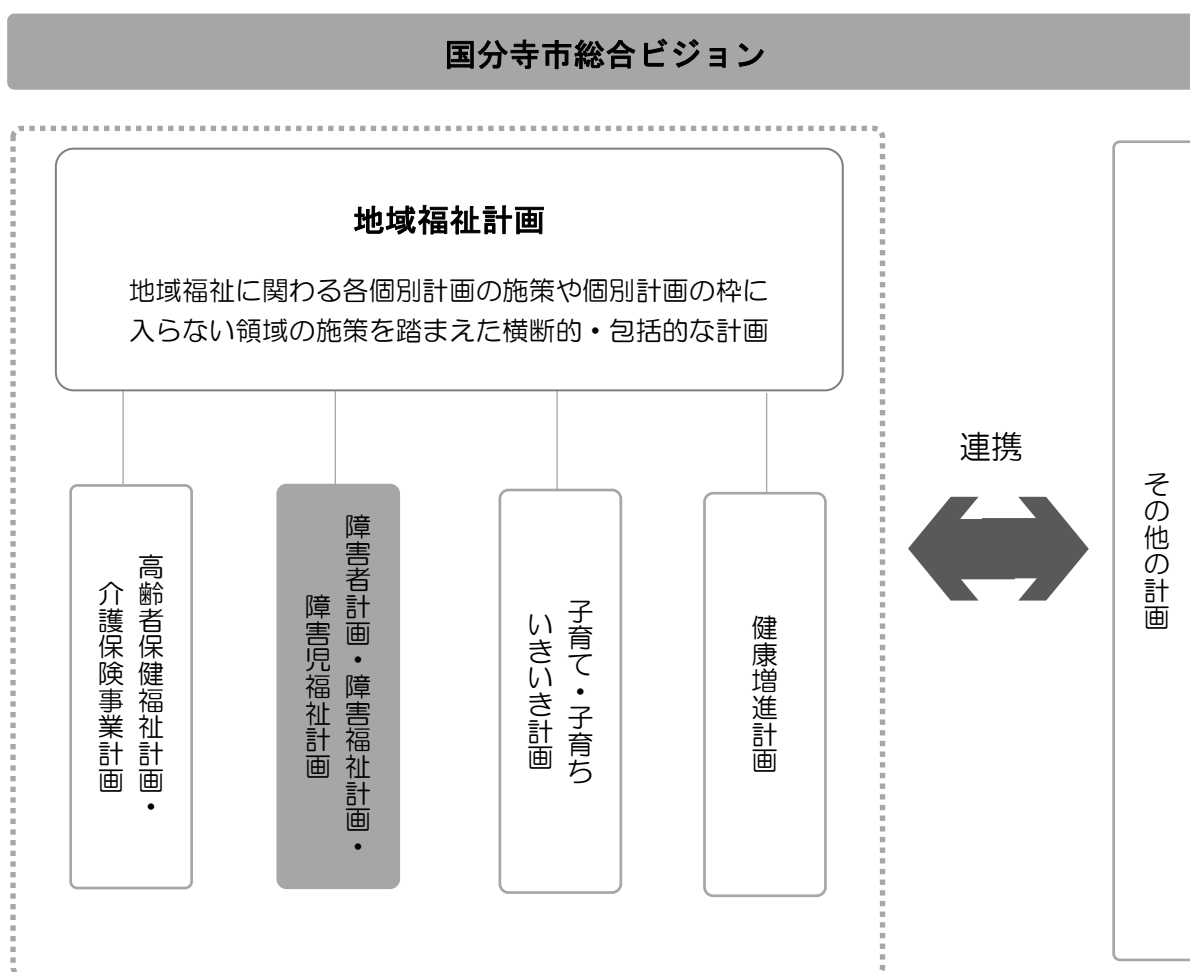 国分寺市総合ビジョン
地域福祉計画
地域福祉に関わる各個別計画の施策や個別計画の枠に
入らない領域の施策を踏まえた横断的・包括的な計画
高齢者保健福祉計画・
介護保険事業計画
障害者計画・障害福祉計画・
障害児福祉計画
子育て・子育ち
いきいき計画
健康増進計画
連携
その他の計画